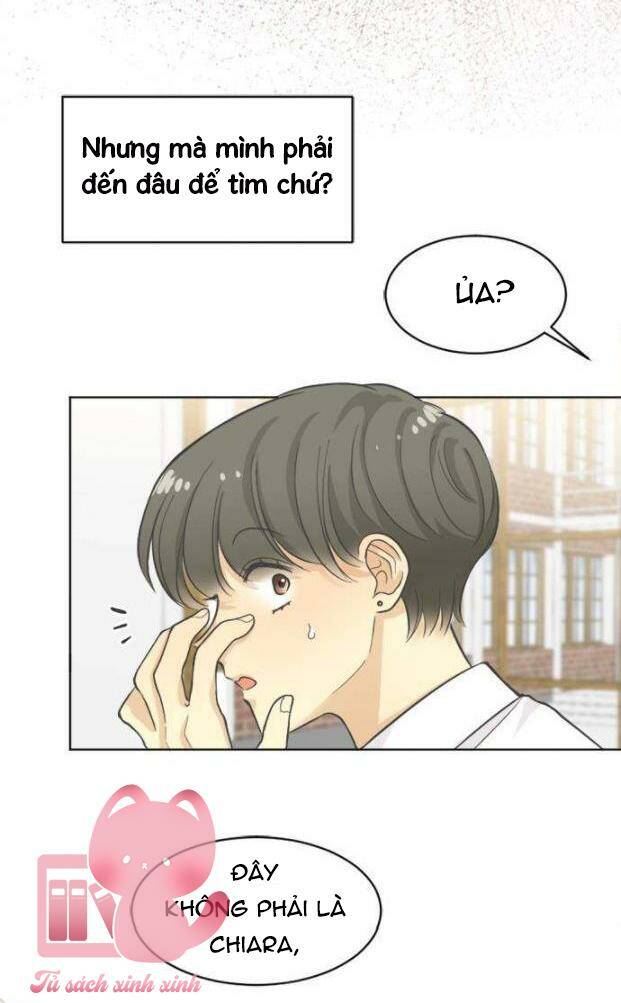 Nhưng mà mình phải
đến đâu để tìm chứ?
ỦA?
ĐÂY
KHÔNG PHẢI LÀ
CHIARA,
Tủ sách xinh xinh